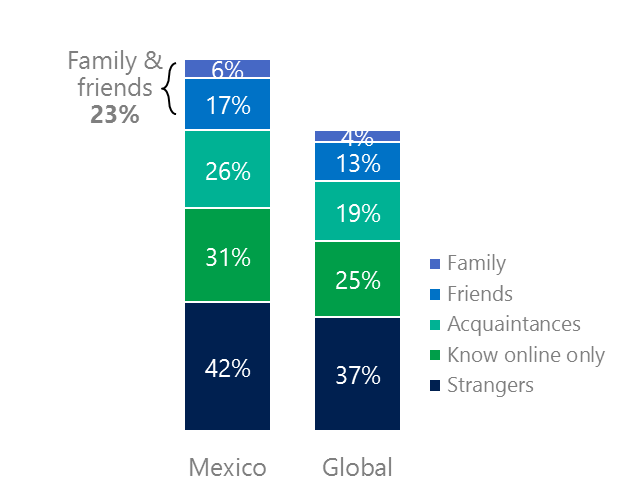 Family &
friends
23%
6%
17%
26%
31%
42%
4%
13%
19%
25%
37%
Family
Friends
Acquaintances
Know online only
Strangers
Mexico
Global